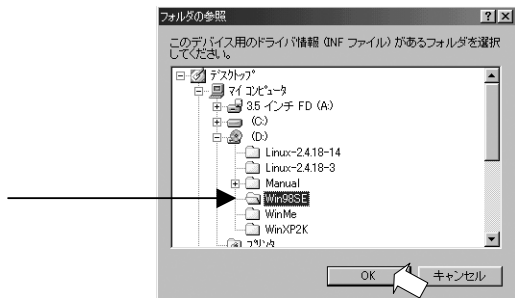 フォルダの参照
このデバイス用のドライバ情報 (INF ファイル) があるフォルダを選択
してください。
デスクトップ
マイ コンピュータ
3.5 インチ FD (A:)
(C:)
(D:)
Linux-2.4.18-14
Linux-2.4.18-3
Manual
Win98SE
WinMe
WinXP2K
プリンタ
OK
キャンセル